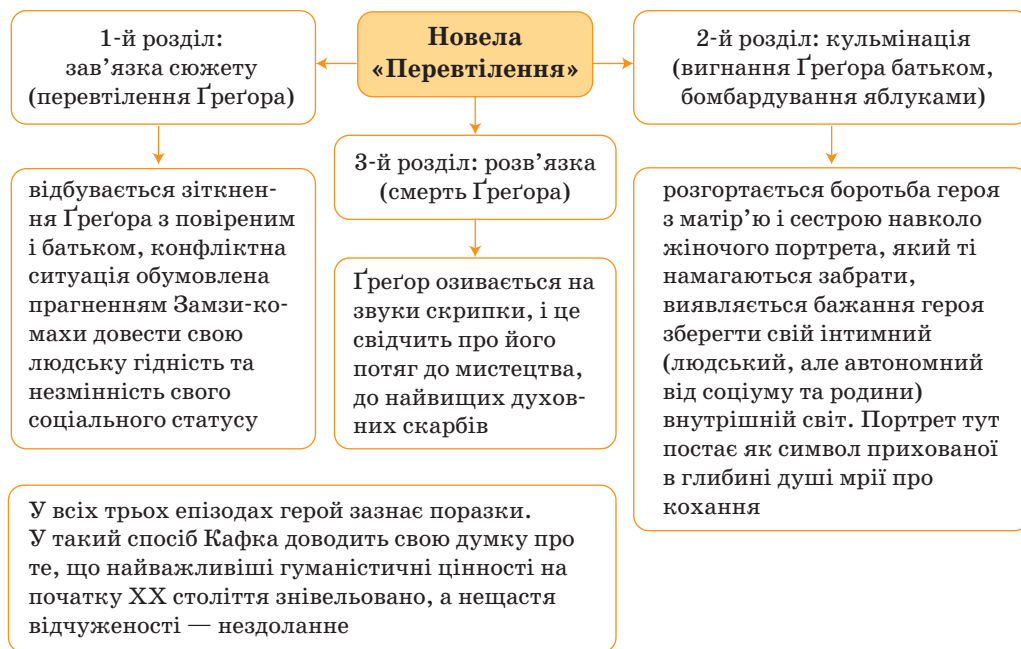 Новела
«Перевтілення»
1-й розділ:
зав’язка сюжету
(перевтілення Ґреґора)
відбувається зіткнен-
ня Ґреґора з повіреним
і батьком, конфліктна
ситуація обумовлена
прагненням Замзи-ко-
махи довести свою
людську гідність та
незмінність свого
соціального статусу
3-й розділ: розв’язка
(смерть Ґреґора)
Ґреґор озивається на
звуки скрипки, і це
свідчить про його
потяг до мистецтва,
до найвищих духов-
них скарбів
2-й розділ: кульмінація
(вигнання Ґреґора батьком,
бомбардування яблуками)
розгортається боротьба героя
з матір’ю і сестрою навколо
жіночого портрета, який ті
намагаються забрати,
виявляється бажання героя
зберегти свій інтимний
(людський, але автономний
від соціуму та родини)
внутрішній світ. Портрет тут
постає як символ прихованої
в глибині душі мрії про
кохання
У всіх трьох епізодах герой зазнає поразки.
У такий спосіб Кафка доводить свою думку про
те, що найважливіші гуманістичні цінності на
початку XX століття знівельовано, а нещастя
відчуженості — нездоланне